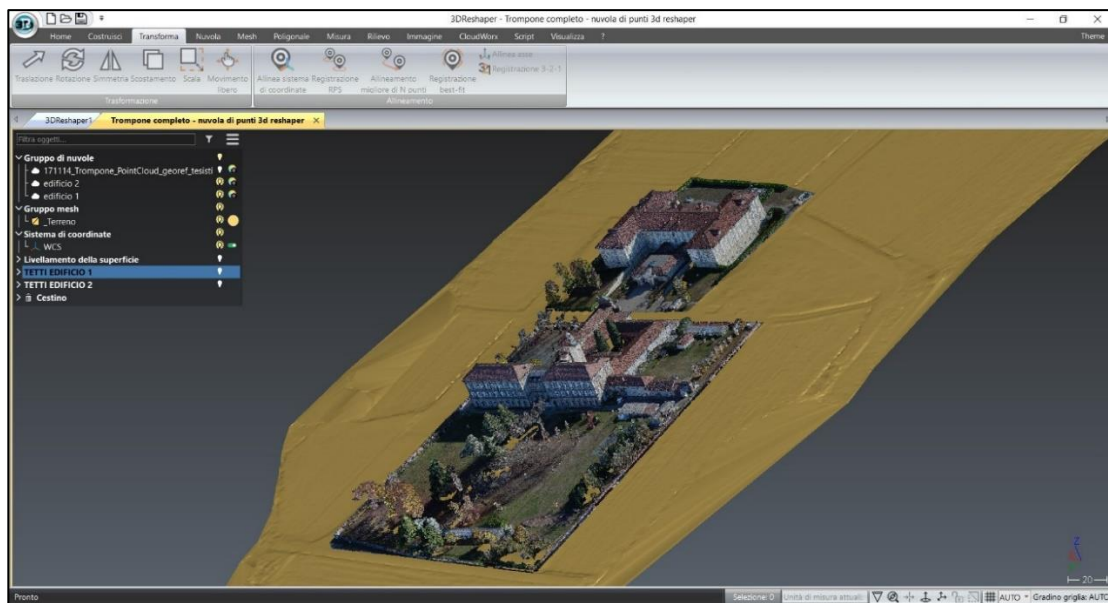 3DReshaper - Trompone completo - nuvola di punti 3d reshaper
Home Costruisci Transforma Nuvola Mesh Poligonale Misura Rilievo Immagine CloudWorx Script Visualizza ? Theme
Traslazione Rotazione Simmetria Scostamento Scala Movimento libero
Allinea sistema di coordinate Registrazione RPS Allineamento migliore di N punti Registrazione best-fit
Allinea asse
Registrazione 3-2-1
Trasformazione Allineamento
3DReshaper1 Trompone completo - nuvola di punti 3d reshaper X
Filtra oggetti...
Gruppo di nuvole
171114_Trompone_PointCloud_georef_tesisti
edificio 2
edificio 1
Gruppo mesh
_Terreno
Sistema di coordinate
WCS
Livellamento della superficie
TETTI EDIFICIO 1
TETTI EDIFICIO 2
Cestino
Z
20
Pronto Selezione: 0 Unità di misura attuali: AUTO Gradino griglia: AUTO